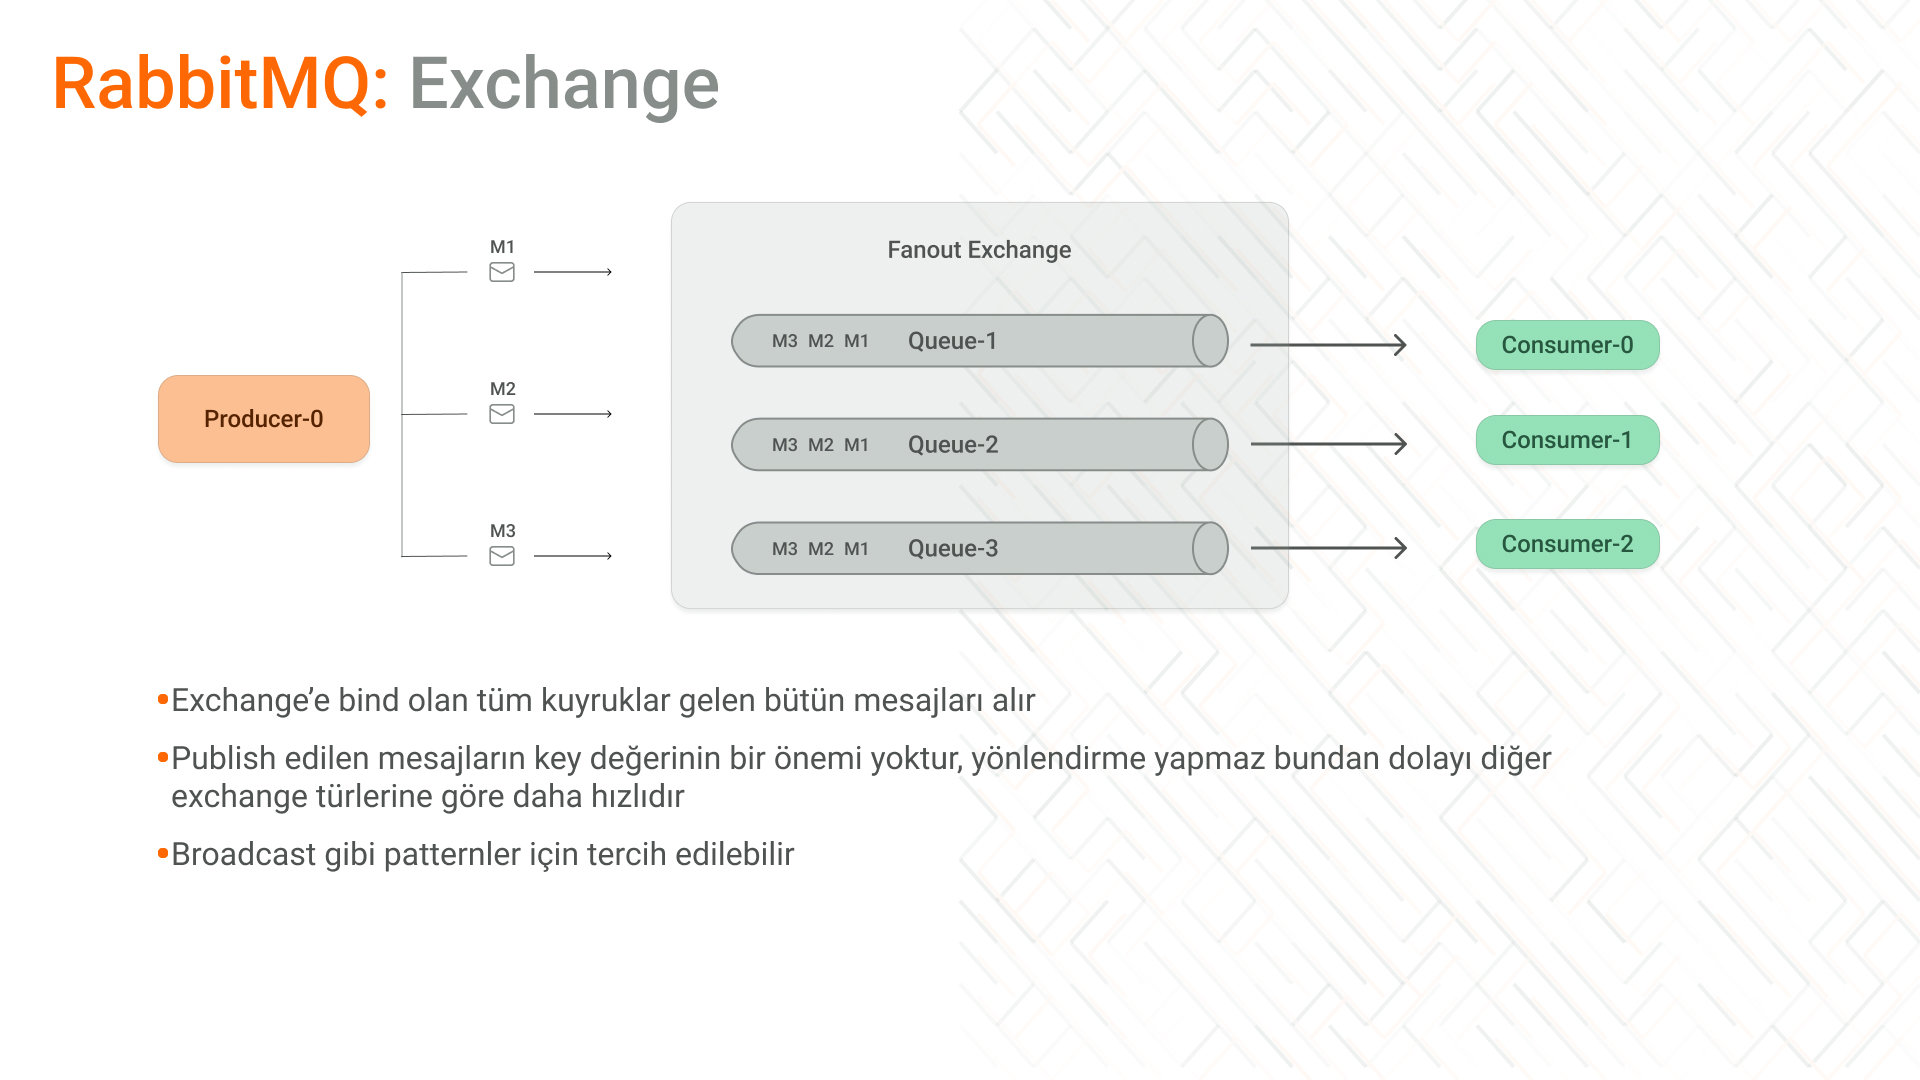 RabbitMQ: Exchange
Fanout Exchange
M1
M2
M3
Producer-0
M3 M2 M1 Queue-1
M3 M2 M1 Queue-2
M3 M2 M1 Queue-3
Consumer-0
Consumer-1
Consumer-2
•Exchange’e bind olan tüm kuyruklar gelen bütün mesajları alır
•Publish edilen mesajların key değerinin bir önemi yoktur, yönlendirme yapmaz bundan dolayı diğer
exchange türlerine göre daha hızlıdır
•Broadcast gibi patternler için tercih edilebilir